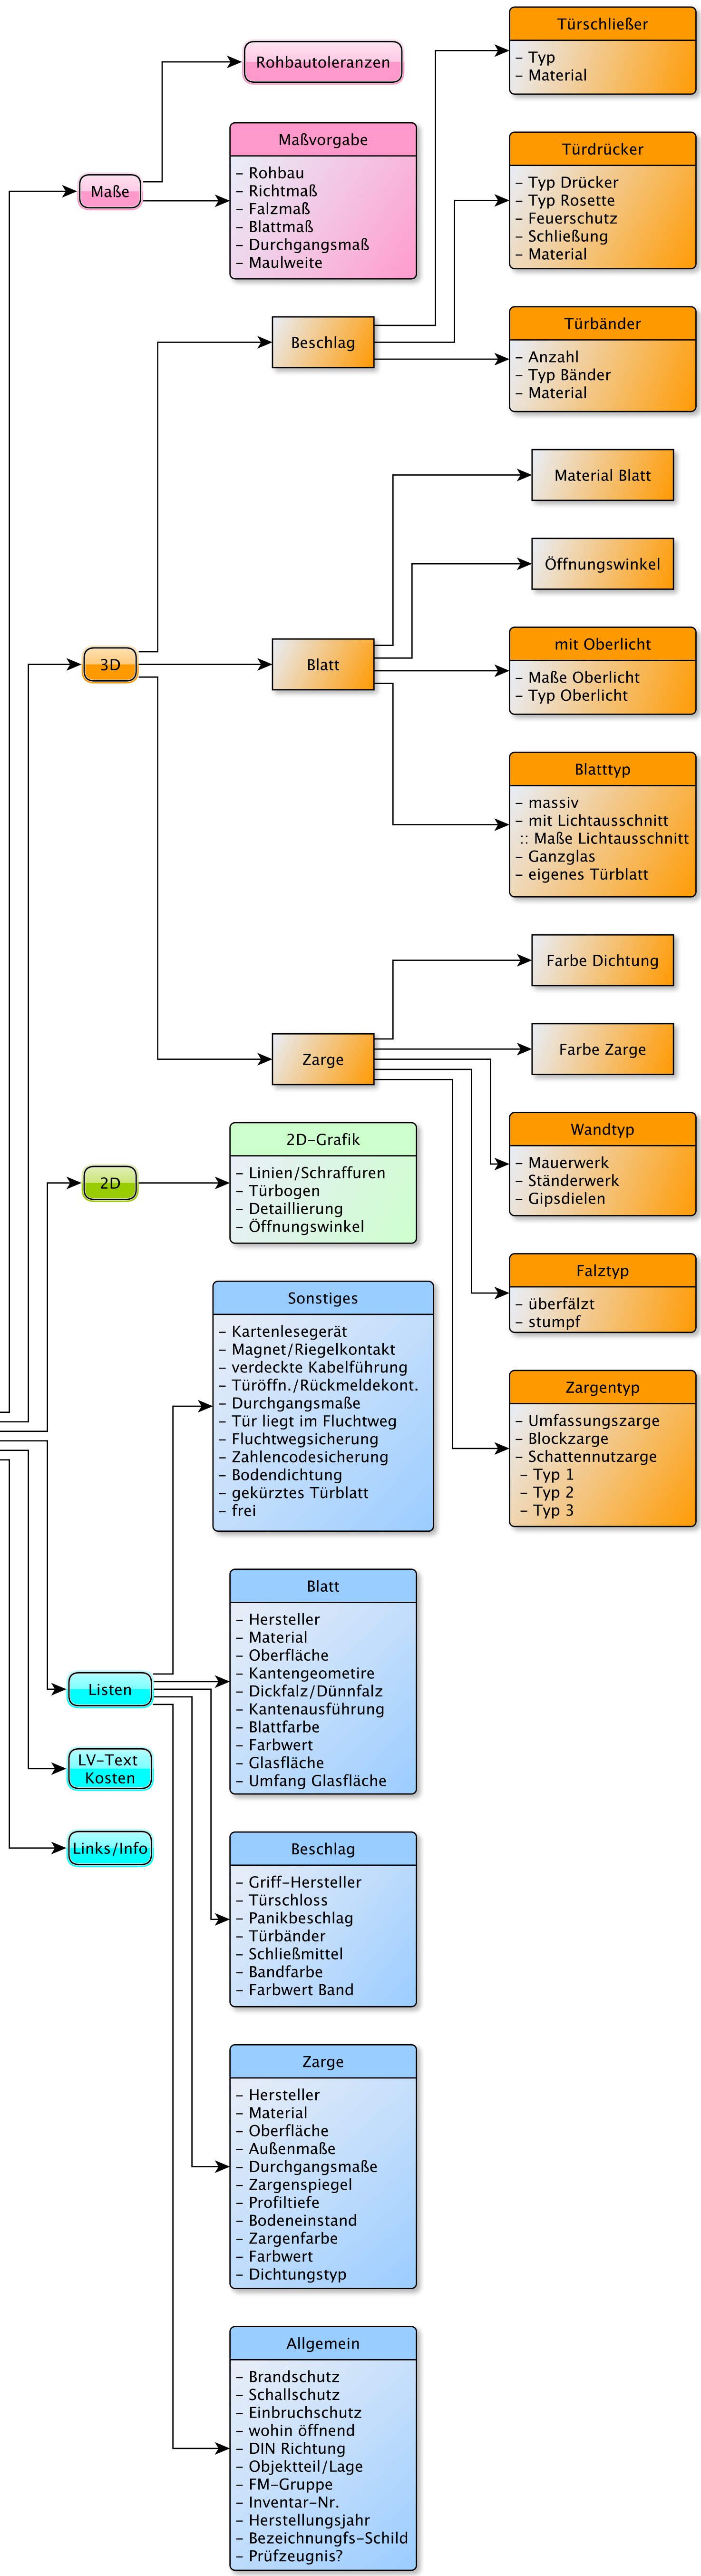 Maße
Rohbautoleranzen
Maßvorgabe
- Rohbau
- Richtmaß
- Falzmaß
- Blattmaß
- Durchgangsmaß
- Maulweite
3D
Beschlag
Türschließer
- Typ
- Material
Türdrücker
- Typ Drücker
- Typ Rosette
- Feuerschutz
- Schließung
- Material
Türbänder
- Anzahl
- Typ Bänder
- Material
Blatt
Material Blatt
Öffnungswinkel
mit Oberlicht
- Maße Oberlicht
- Typ Oberlicht
Blatttyp
- massiv
- mit Lichtausschnitt
:: Maße Lichtausschnitt
- Ganzglas
- eigenes Türblatt
Zarge
Farbe Dichtung
Farbe Zarge
Wandtyp
- Mauerwerk
- Ständerwerk
- Gipsdielen
Falztyp
- überfälzt
- stumpf
Zargentyp
- Umfassungszarge
- Blockzarge
- Schattennutzarge
- Typ 1
- Typ 2
- Typ 3
2D
2D-Grafik
- Linien/Schraffuren
- Türbogen
- Detaillierung
- Öffnungswinkel
Listen
Sonstiges
- Kartenlesegerät
- Magnet/Riegelkontakt
- verdeckte Kabelführung
- Türöffn./Rückmeldekont.
- Durchgangsmaße
- Tür liegt im Fluchtweg
- Fluchtwegsicherung
- Zahlencodesicherung
- Bodendichtung
- gekürztes Türblatt
- frei
Blatt
- Hersteller
- Material
- Oberfläche
- Kantengeometire
- Dickfalz/Dünnfalz
- Kantenausführung
- Blattfarbe
- Farbwert
- Glasfläche
- Umfang Glasfläche
Beschlag
- Griff-Hersteller
- Türschloss
- Panikbeschlag
- Türbänder
- Schließmittel
- Bandfarbe
- Farbwert Band
Zarge
- Hersteller
- Material
- Oberfläche
- Außenmaße
- Durchgangsmaße
- Zargenspiegel
- Profiltiefe
- Bodeneinstand
- Zargenfarbe
- Farbwert
- Dichtungstyp
Allgemein
- Brandschutz
- Schallschutz
- Einbruchschutz
- wohin öffnend
- DIN Richtung
- Objektteil/Lage
- FM-Gruppe
- Inventar-Nr.
- Herstellungsjahr
- Bezeichnungfs-Schild
- Prüfzeugnis?
LV-Text
Kosten
Links/Info